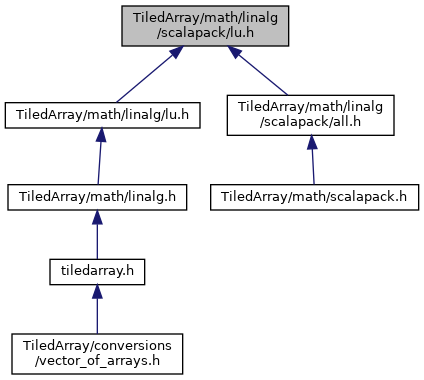 TiledArray/math/linalg
/scalapack/lu.h
TiledArray/math/linalg/lu.h
TiledArray/math/linalg
/scalapack/all.h
TiledArray/math/linalg.h
TiledArray/math/scalapack.h
tiledarray.h
TiledArray/conversions
/vector_of_arrays.h